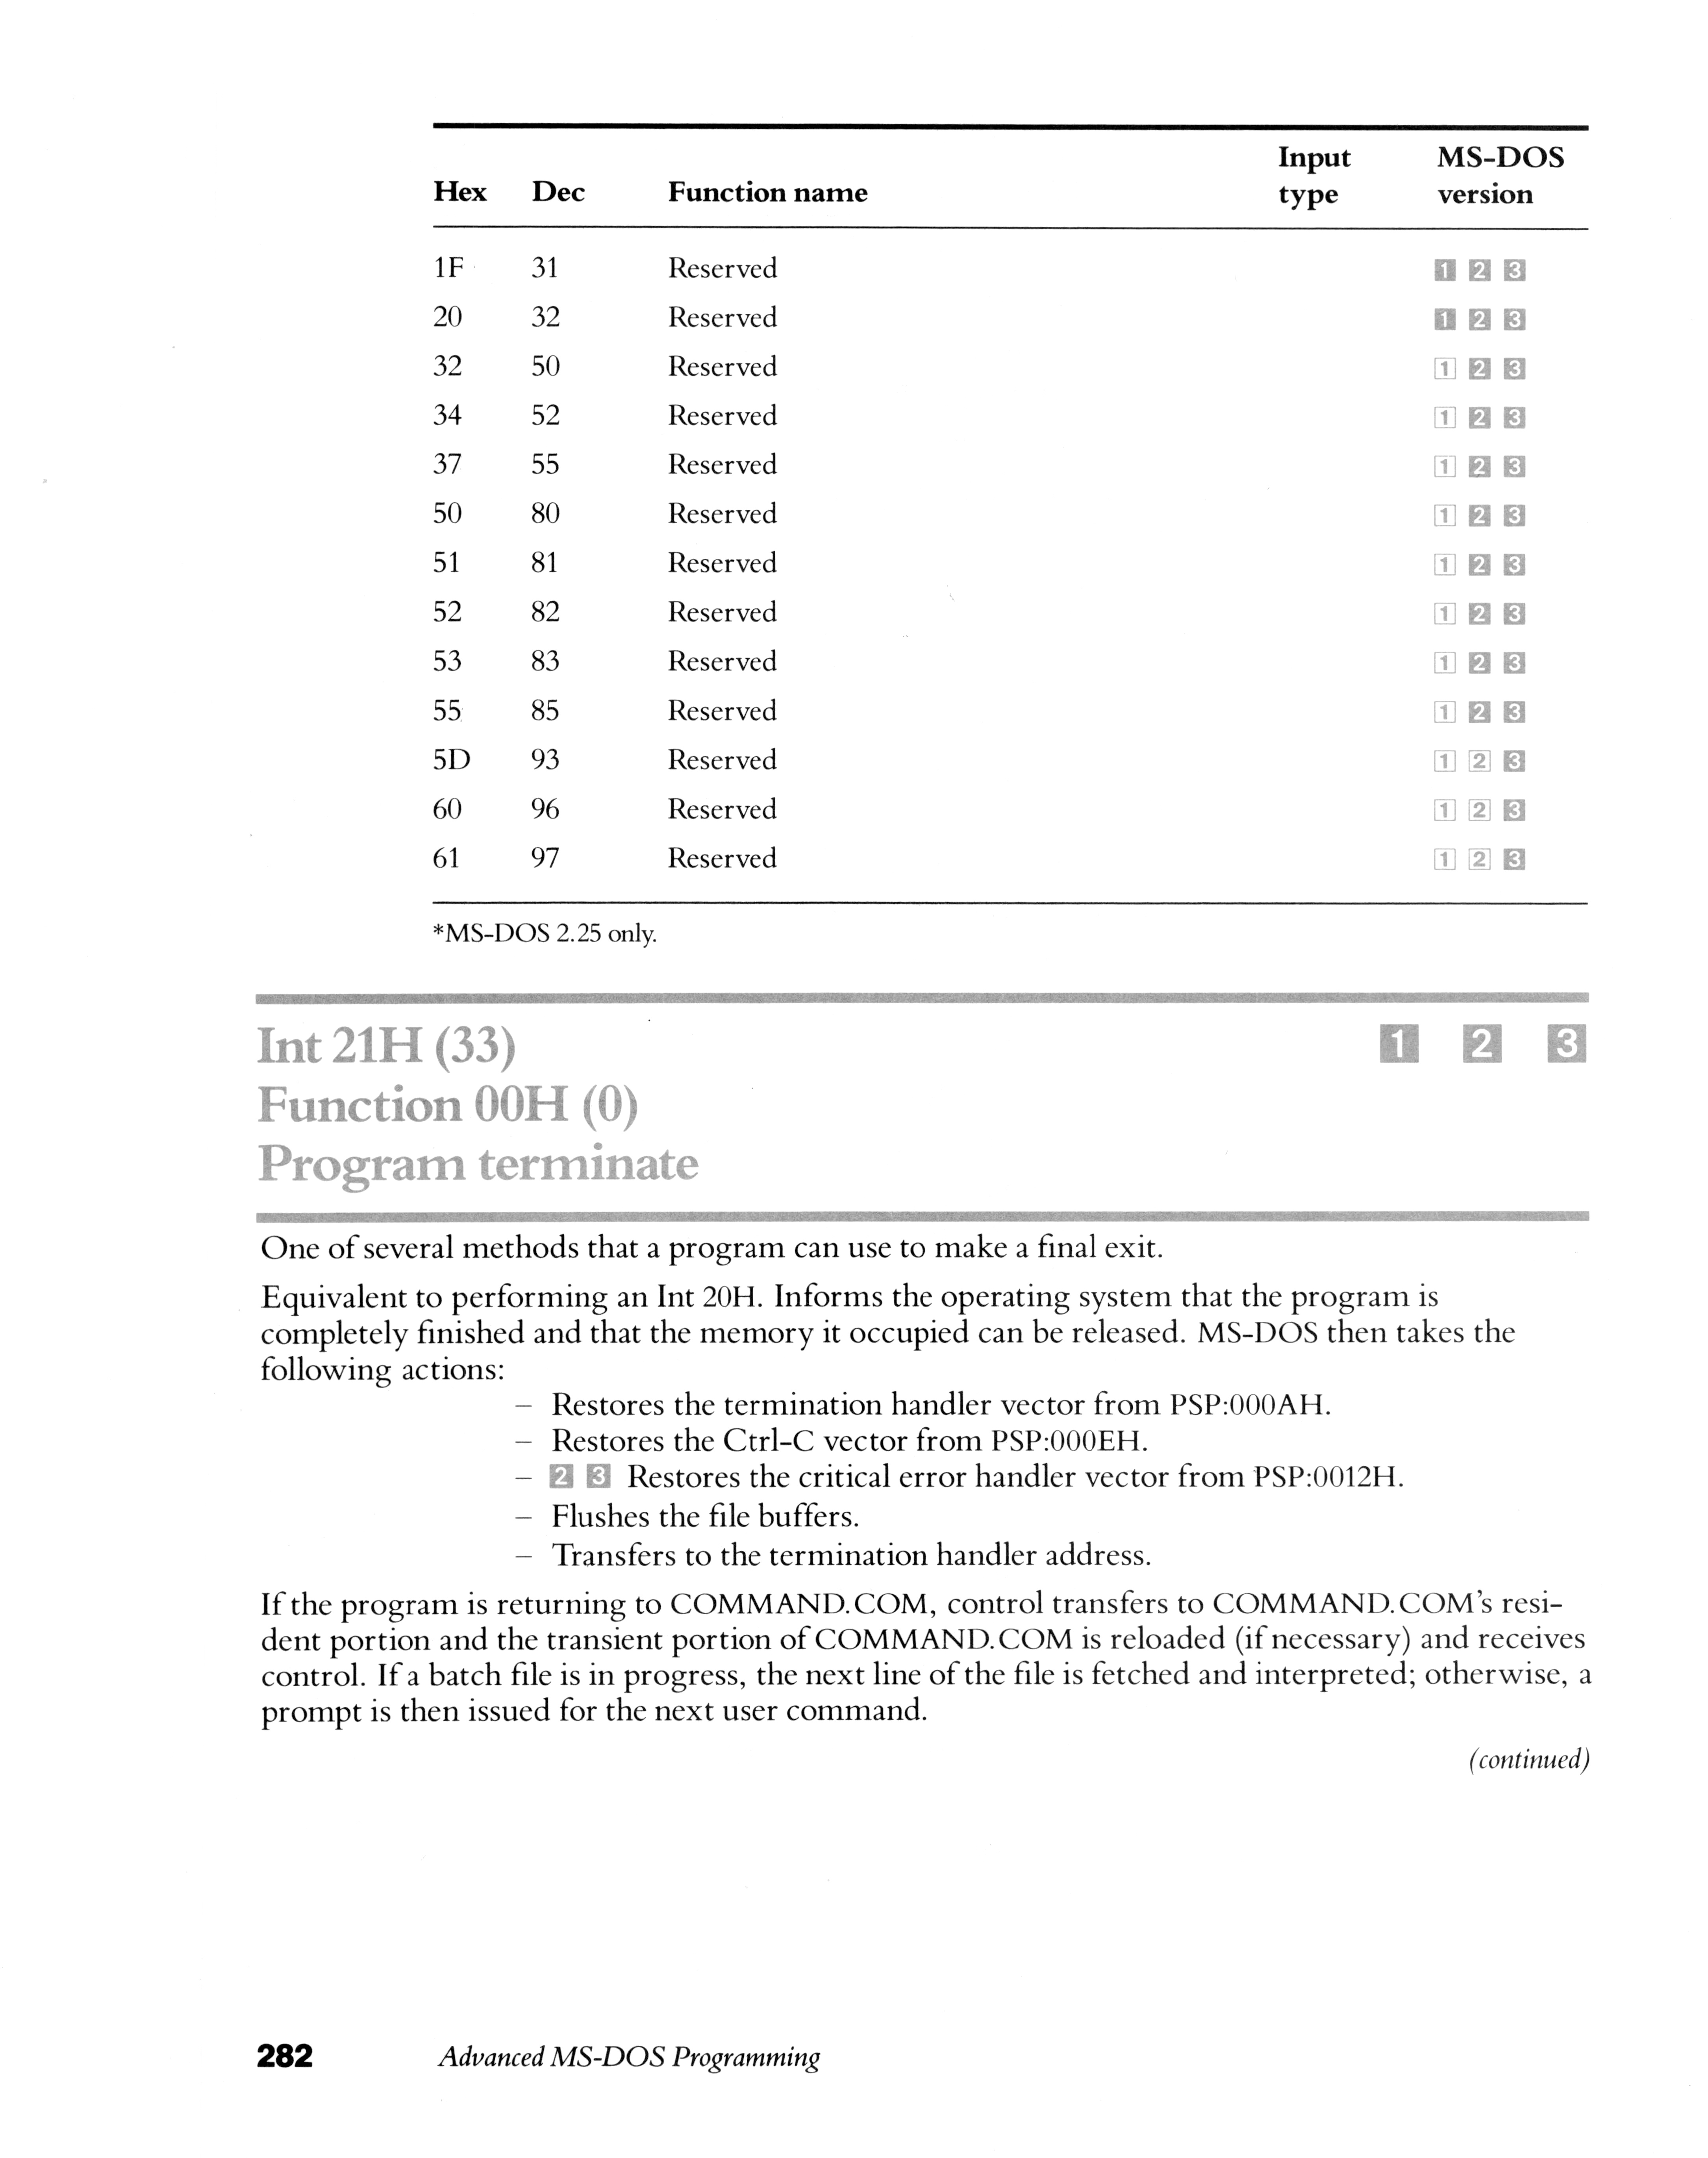 Input MS-DOS
Hex Dec Function name type version
1F 31 Reserved 1 2 3
20 32 Reserved 1 2 3
32 50 Reserved 1 2 3
34 52 Reserved 1 2 3
37 55 Reserved 1 2 3
50 80 Reserved 1 2 3
51 81 Reserved 1 2 3
52 82 Reserved 1 2 3
53 83 Reserved 1 2 3
55 85 Reserved 1 2 3
5D 93 Reserved 1 2 3
60 96 Reserved 1 2 3
61 97 Reserved 1 2 3
*MS-DOS 2.25 only.
Int 21H (33) 1 2 3
Function 00H (0)
Program terminate
One of several methods that a program can use to make a final exit.
Equivalent to performing an Int 20H. Informs the operating system that the program is
completely finished and that the memory it occupied can be released. MS-DOS then takes the
following actions:
– Restores the termination handler vector from PSP:000AH.
– Restores the Ctrl-C vector from PSP:000EH.
– 2 3 Restores the critical error handler vector from PSP:0012H.
– Flushes the file buffers.
– Transfers to the termination handler address.
If the program is returning to COMMAND.COM, control transfers to COMMAND.COM's resi-
dent portion and the transient portion of COMMAND.COM is reloaded (if necessary) and receives
control. If a batch file is in progress, the next line of the file is fetched and interpreted; otherwise, a
prompt is then issued for the next user command.
(continued)
282 Advanced MS-DOS Programming